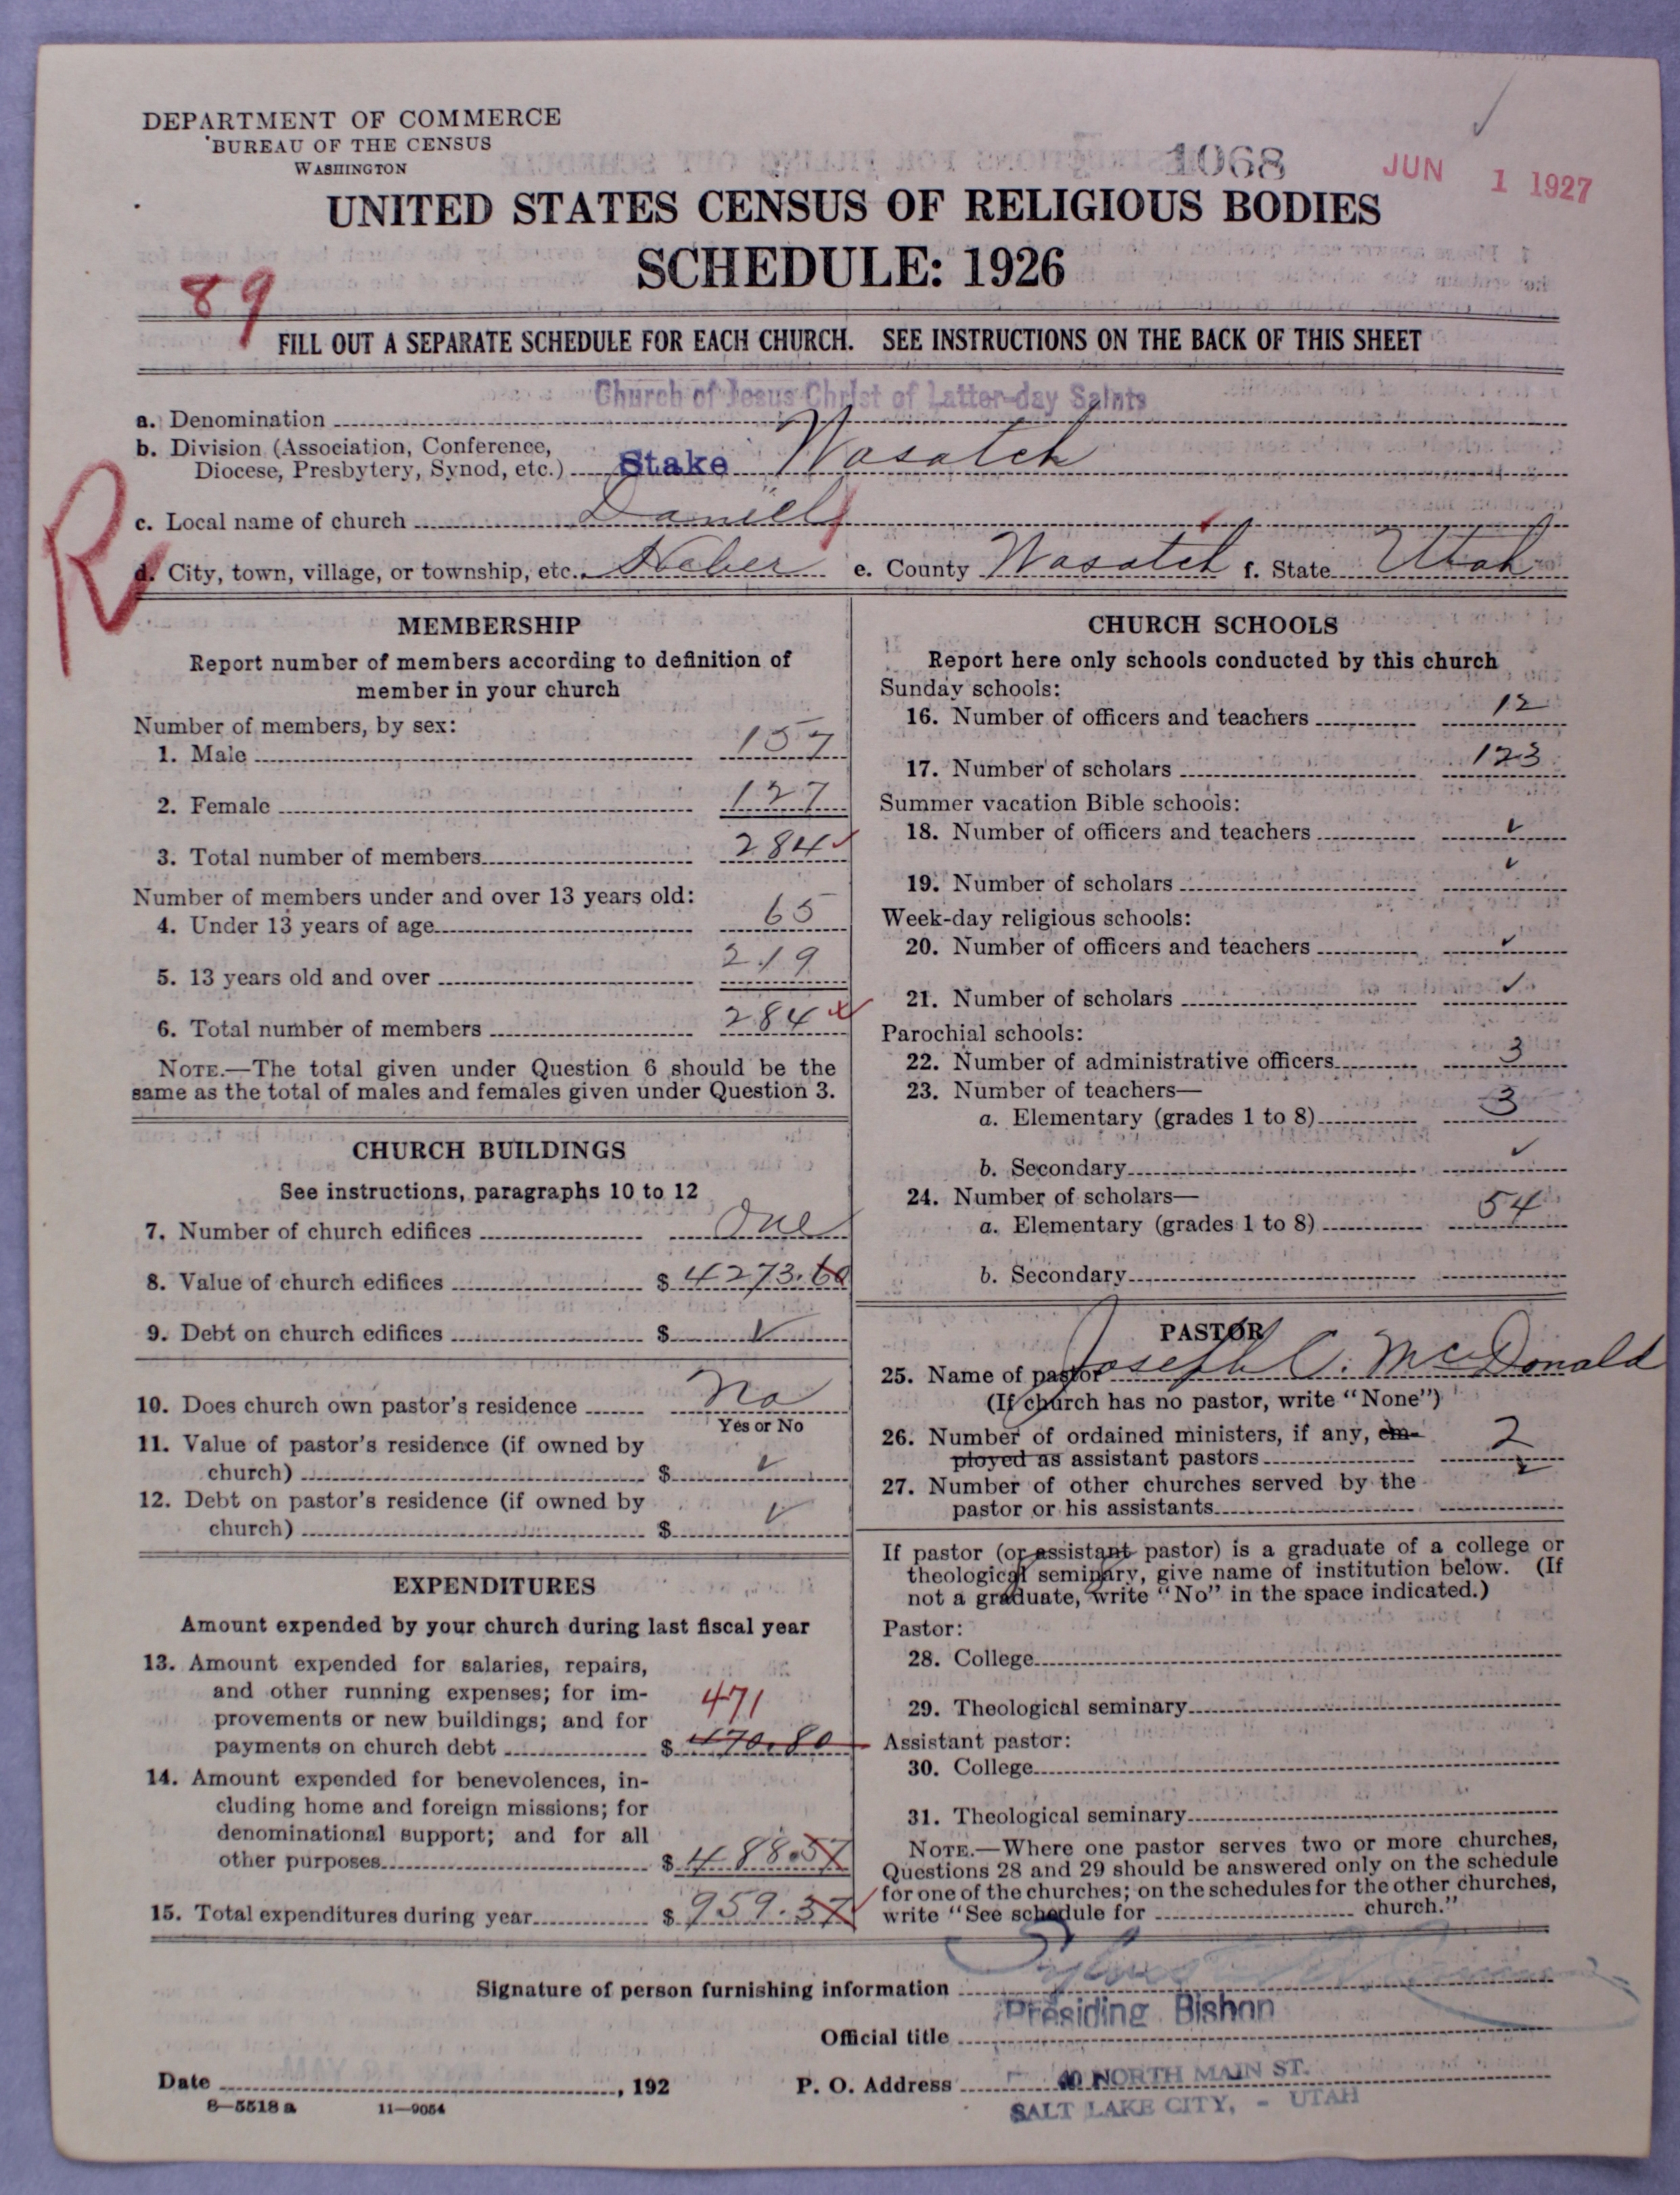 DEPARTMENT OF COMMERCE
BUREAU OF THE CENSUS
WASHINGTON
1068
JUN 1 1927
UNITED STATES CENSUS OF RELIGIOUS BODIES
SCHEDULE: 1926
89
FILL OUT A SEPARATE SCHEDULE FOR EACH CHURCH. SEE INSTRUCTIONS ON THE BACK OF THIS SHEET
Church of Jesus Christ of Latter-day Saints
a. Denomination
b. Division (Association, Conference,
Diocese, Presbytery, Synod, etc.) Stake Wasatch
c. Local name of church Daniel
R
d. City, town, village, or township, etc. Heber e. County Wasatch f. State Utah
MEMBERSHIP
Report number of members according to definition of
member in your church
Number of members, by sex:
1. Male 157
2. Female 127
3. Total number of members 284
Number of members under and over 13 years old:
4. Under 13 years of age 65
5. 13 years old and over 219
6. Total number of members 284
NOTE.—The total given under Question 6 should be the
same as the total of males and females given under Question 3.
CHURCH BUILDINGS
See instructions, paragraphs 10 to 12
7. Number of church edifices One
8. Value of church edifices $ 4273.60
9. Debt on church edifices $ ✓
10. Does church own pastor's residence No
Yes or No
11. Value of pastor's residence (if owned by
church) $ ✓
12. Debt on pastor's residence (if owned by
church) $ ✓
EXPENDITURES
Amount expended by your church during last fiscal year
13. Amount expended for salaries, repairs,
and other running expenses; for im-
provements or new buildings; and for 471
payments on church debt $ 470.80
14. Amount expended for benevolences, in-
cluding home and foreign missions; for
denominational support; and for all
other purposes $ 488.57
15. Total expenditures during year $ 959.37
CHURCH SCHOOLS
Report here only schools conducted by this church
Sunday schools:
16. Number of officers and teachers 12
17. Number of scholars 123
Summer vacation Bible schools:
18. Number of officers and teachers ✓
19. Number of scholars ✓
Week-day religious schools:
20. Number of officers and teachers ✓
21. Number of scholars ✓
Parochial schools:
22. Number of administrative officers 3
23. Number of teachers—
a. Elementary (grades 1 to 8) 3
b. Secondary ✓
24. Number of scholars—
a. Elementary (grades 1 to 8) 54
b. Secondary
PASTOR
25. Name of pastor Joseph C. McDonald
(If church has no pastor, write "None")
26. Number of ordained ministers, if any, em-
ployed as assistant pastors 2
27. Number of other churches served by the
pastor or his assistants ✓
If pastor (or assistant pastor) is a graduate of a college or
theological seminary, give name of institution below. (If
not a graduate, write "No" in the space indicated.)
Pastor:
28. College
29. Theological seminary
Assistant pastor:
30. College
31. Theological seminary
NOTE.—Where one pastor serves two or more churches,
Questions 28 and 29 should be answered only on the schedule
for one of the churches; on the schedules for the other churches,
write "See schedule for church."
Signature of person furnishing information
Presiding Bishop
Official title
Date , 192 P. O. Address 40 NORTH MAIN ST.
8-5518 a 11-9054 SALT LAKE CITY, - UTAH